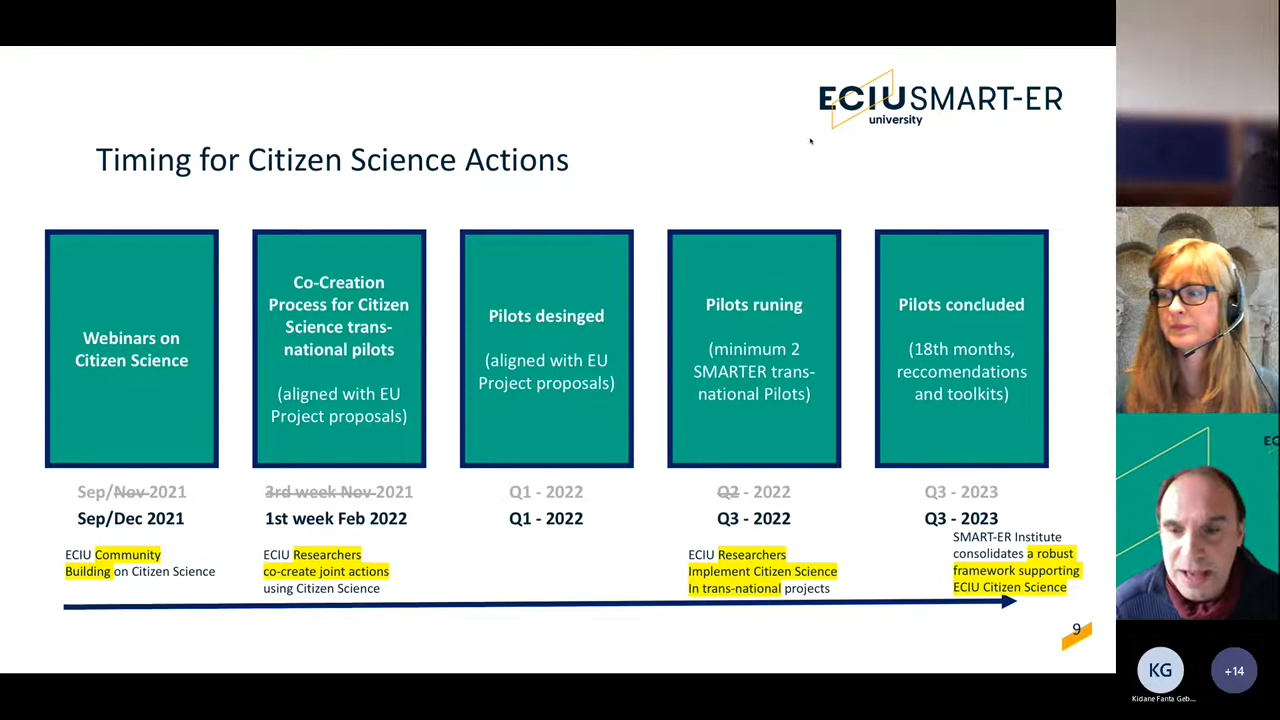 ECIU SMART-ER
university
Timing for Citizen Science Actions
Webinars on
Citizen Science
Co-Creation
Process for Citizen
Science trans-
national pilots
(aligned with EU
Project proposals)
Pilots desinged
(aligned with EU
Project proposals)
Pilots runing
(minimum 2
SMARTER trans-
national Pilots)
Pilots concluded
(18th months,
reccomendations
and toolkits)
Sep/Nov 2021
Sep/Dec 2021
ECIU Community
Building on Citizen Science
3rd week Nov 2021
1st week Feb 2022
ECIU Researchers
co-create joint actions
using Citizen Science
Q1 - 2022
Q1 - 2022
Q2 - 2022
Q3 - 2022
ECIU Researchers
Implement Citizen Science
In trans-national projects
Q3 - 2023
Q3 - 2023
SMART-ER Institute
consolidates a robust
framework supporting
ECIU Citizen Science
9
EC
KG
Kidane Fanta Geb...
+14